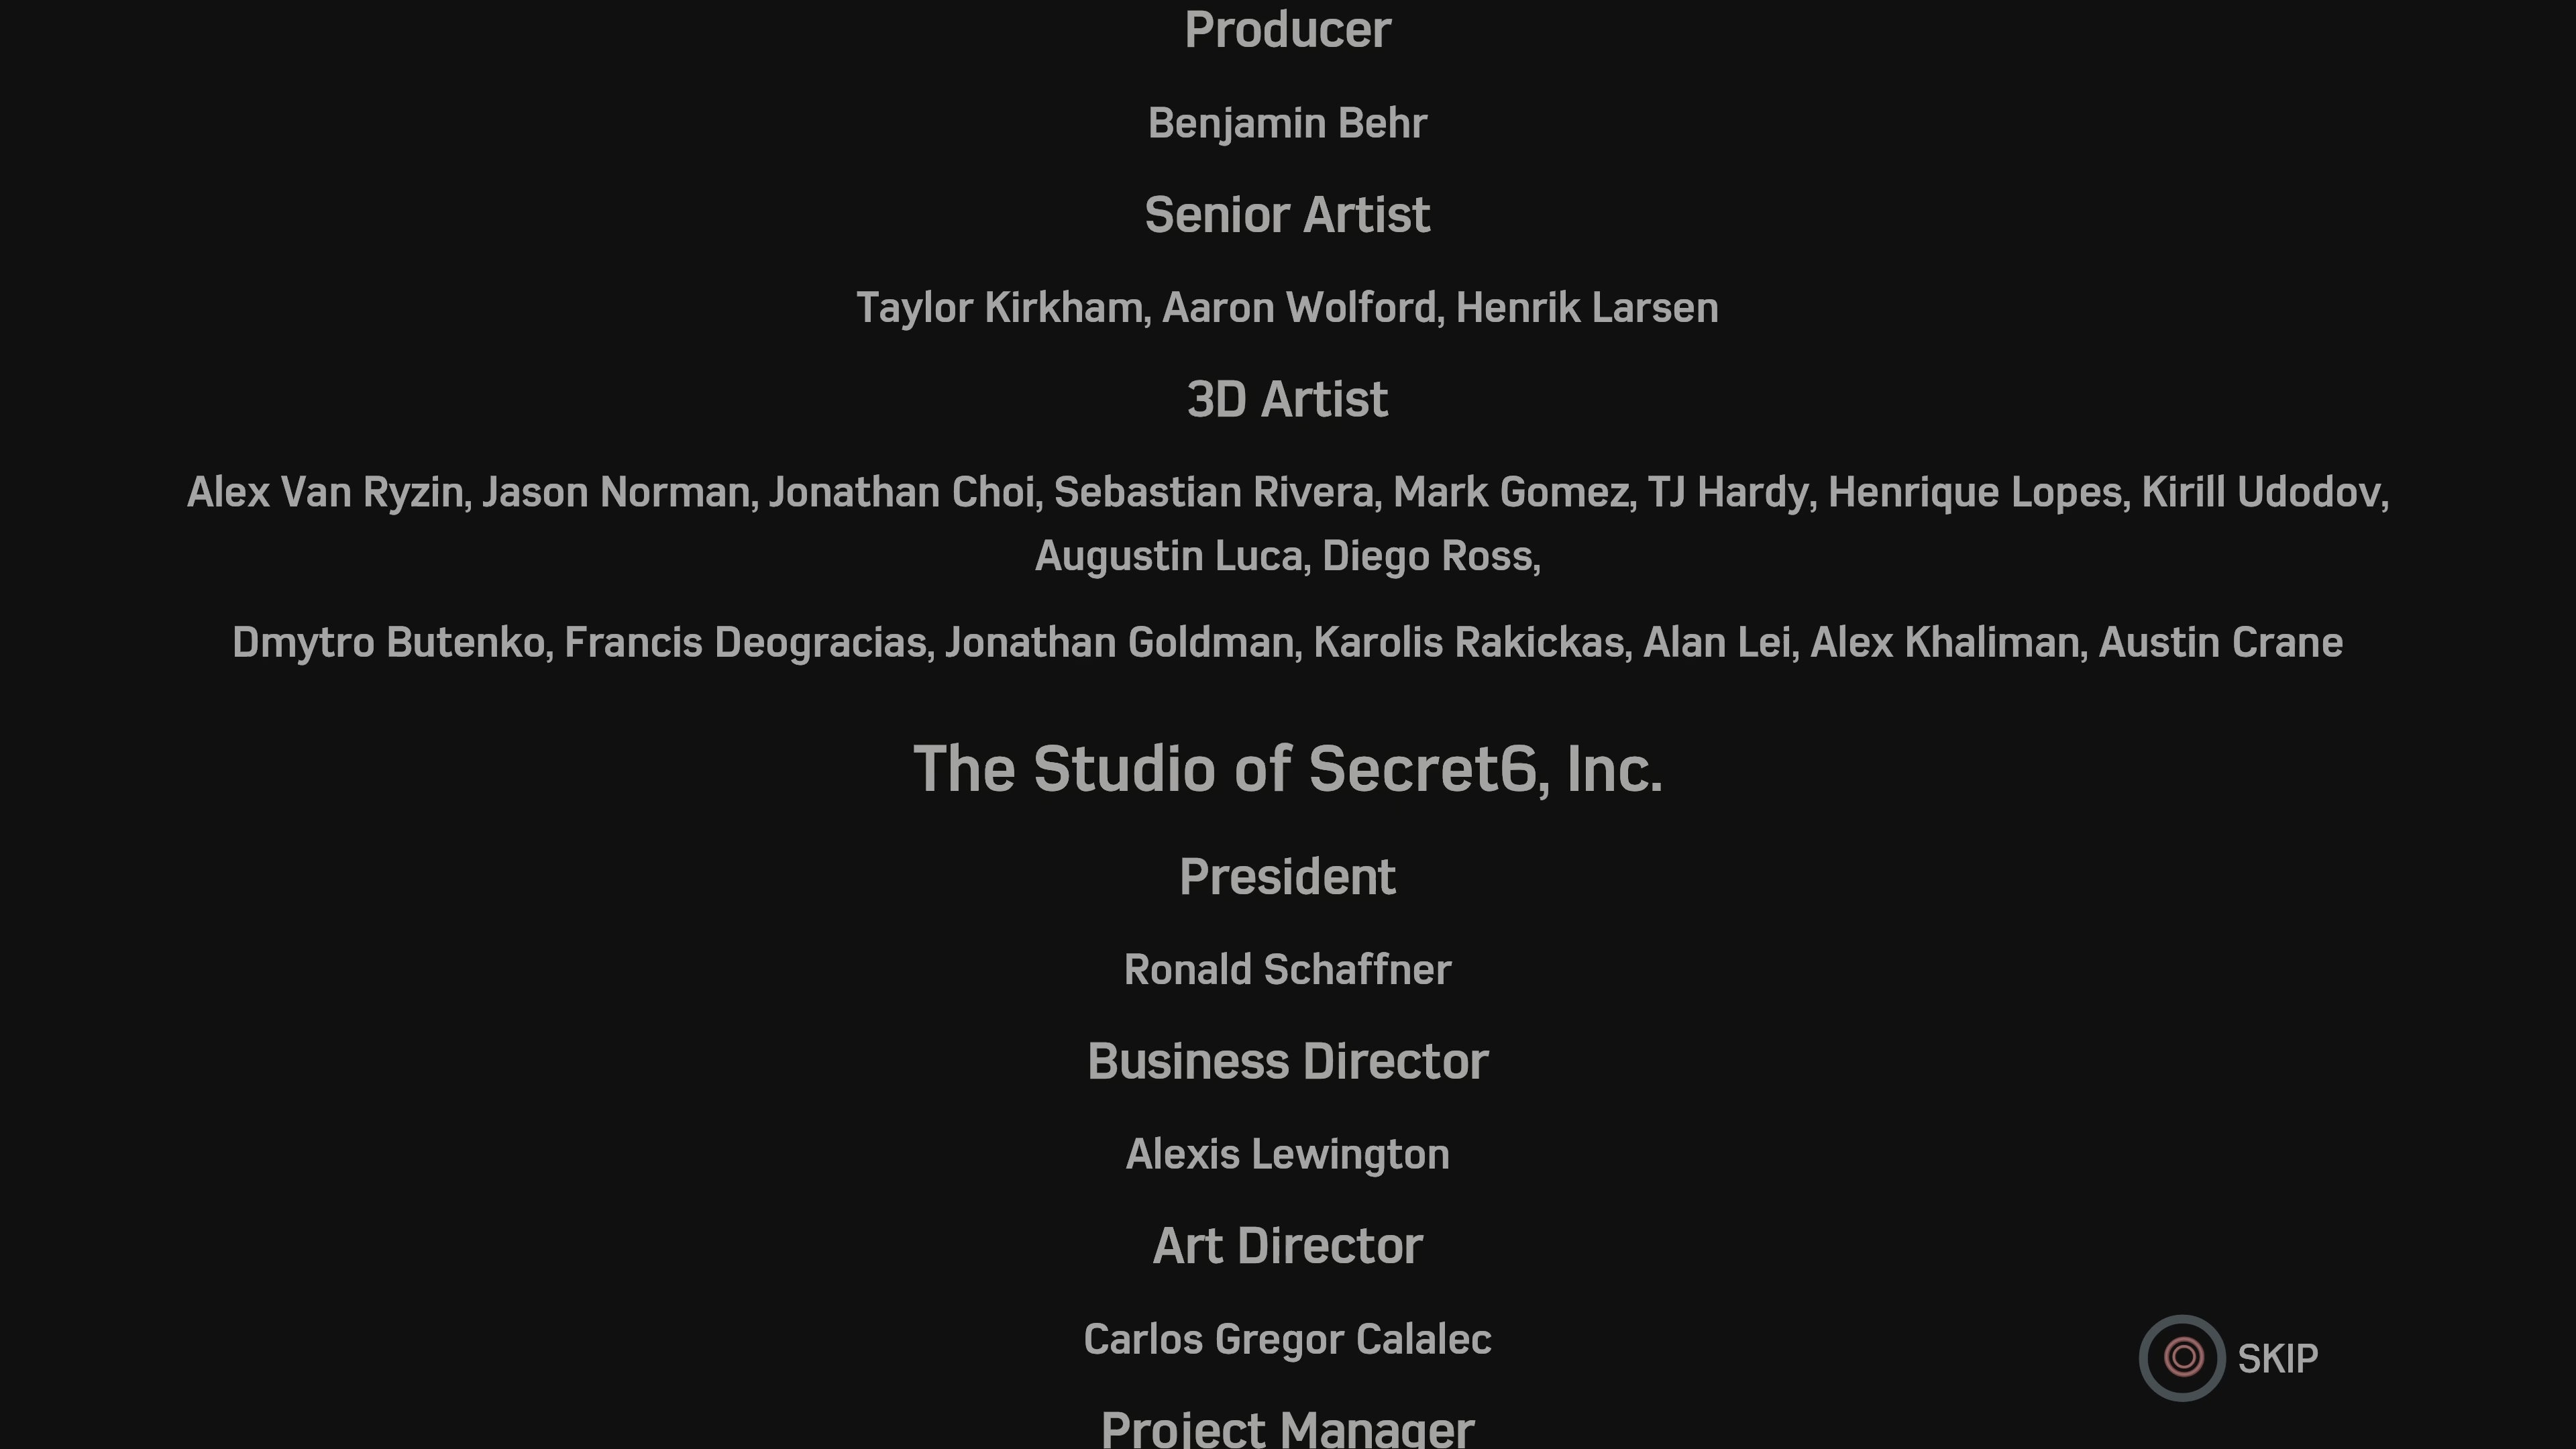 Producer
Benjamin Behr
Senior Artist
Taylor Kirkham, Aaron Wolford, Henrik Larsen
3D Artist
Alex Van Ryzin, Jason Norman, Jonathan Choi, Sebastian Rivera, Mark Gomez, TJ Hardy, Henrique Lopes, Kirill Udodov,
Augustin Luca, Diego Ross,
Dmytro Butenko, Francis Deogracias, Jonathan Goldman, Karolis Rakickas, Alan Lei, Alex Khaliman, Austin Crane
The Studio of Secret6, Inc.
President
Ronald Schaffner
Business Director
Alexis Lewington
Art Director
Carlos Gregor Calalec
SKIP
Project Manager